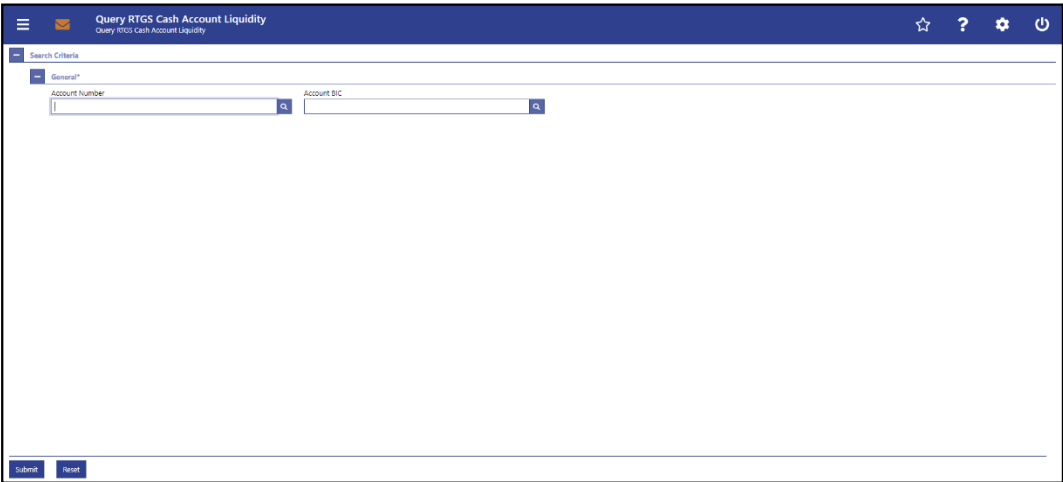 Query RTGS Cash Account Liquidity
Query RTGS Cash Account Liquidity
Search Criteria
General*
Account Number Account BIC
Submit Reset